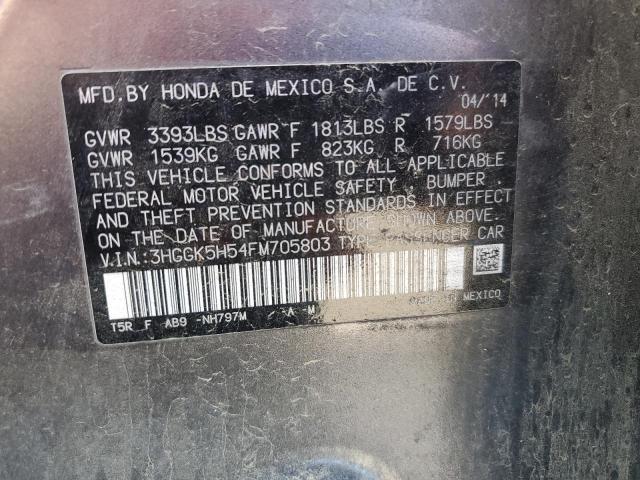 MFD.BY HONDA DE MEXICO S.A. DE C.V.
04/'14
GVWR 3393LBS GAWR F 1813LBS R 1579LBS
GVWR 1539KG GAWR F 823KG R 716KG
THIS VEHICLE CONFORMS TO ALL APPLICABLE
FEDERAL MOTOR VEHICLE SAFETY, BUMPER,
AND THEFT PREVENTION STANDARDS IN EFFECT
ON THE DATE OF MANUFACTURE SHOWN ABOVE.
V.I.N.:3HGGK5H54FM705803 TYPE:PASSENGER CAR
T5R F AB9 -NH797M -A M MADE IN MEXICO